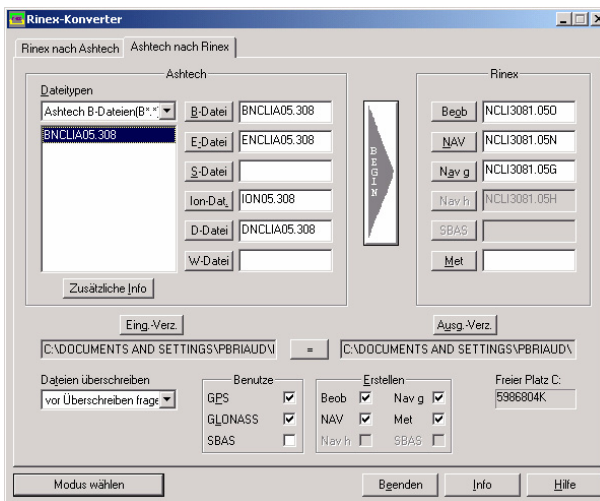 Rinex-Konverter
Rinex nach Ashtech
Ashtech nach Rinex
Ashtech
Dateitypen
Ashtech B-Dateien(B*.*)
BNCLIA05.308
Zusätzliche Info
B-Datei BNCLIA05.308
E-Datei ENCLIA05.308
S-Datei
Ion-Dat. ION05.308
D-Datei DNCLIA05.308
W-Datei
BEGIN
Rinex
Beob NCLI3081.05O
NAV NCLI3081.05N
Nav g NCLI3081.05G
Nav h NCLI3081.05H
SBAS
Met
Eing.-Verz.
C:\DOCUMENTS AND SETTINGS\PBRIAUD\
=
Ausg.-Verz.
C:\DOCUMENTS AND SETTINGS\PBRIAUD\
Dateien überschreiben
vor Überschreiben frage
Benutze
GPS
GLONASS
SBAS
Erstellen
Beob Nav g
NAV Met
Nav h SBAS
Freier Platz C:
5986804K
Modus wählen
Beenden
Info
Hilfe